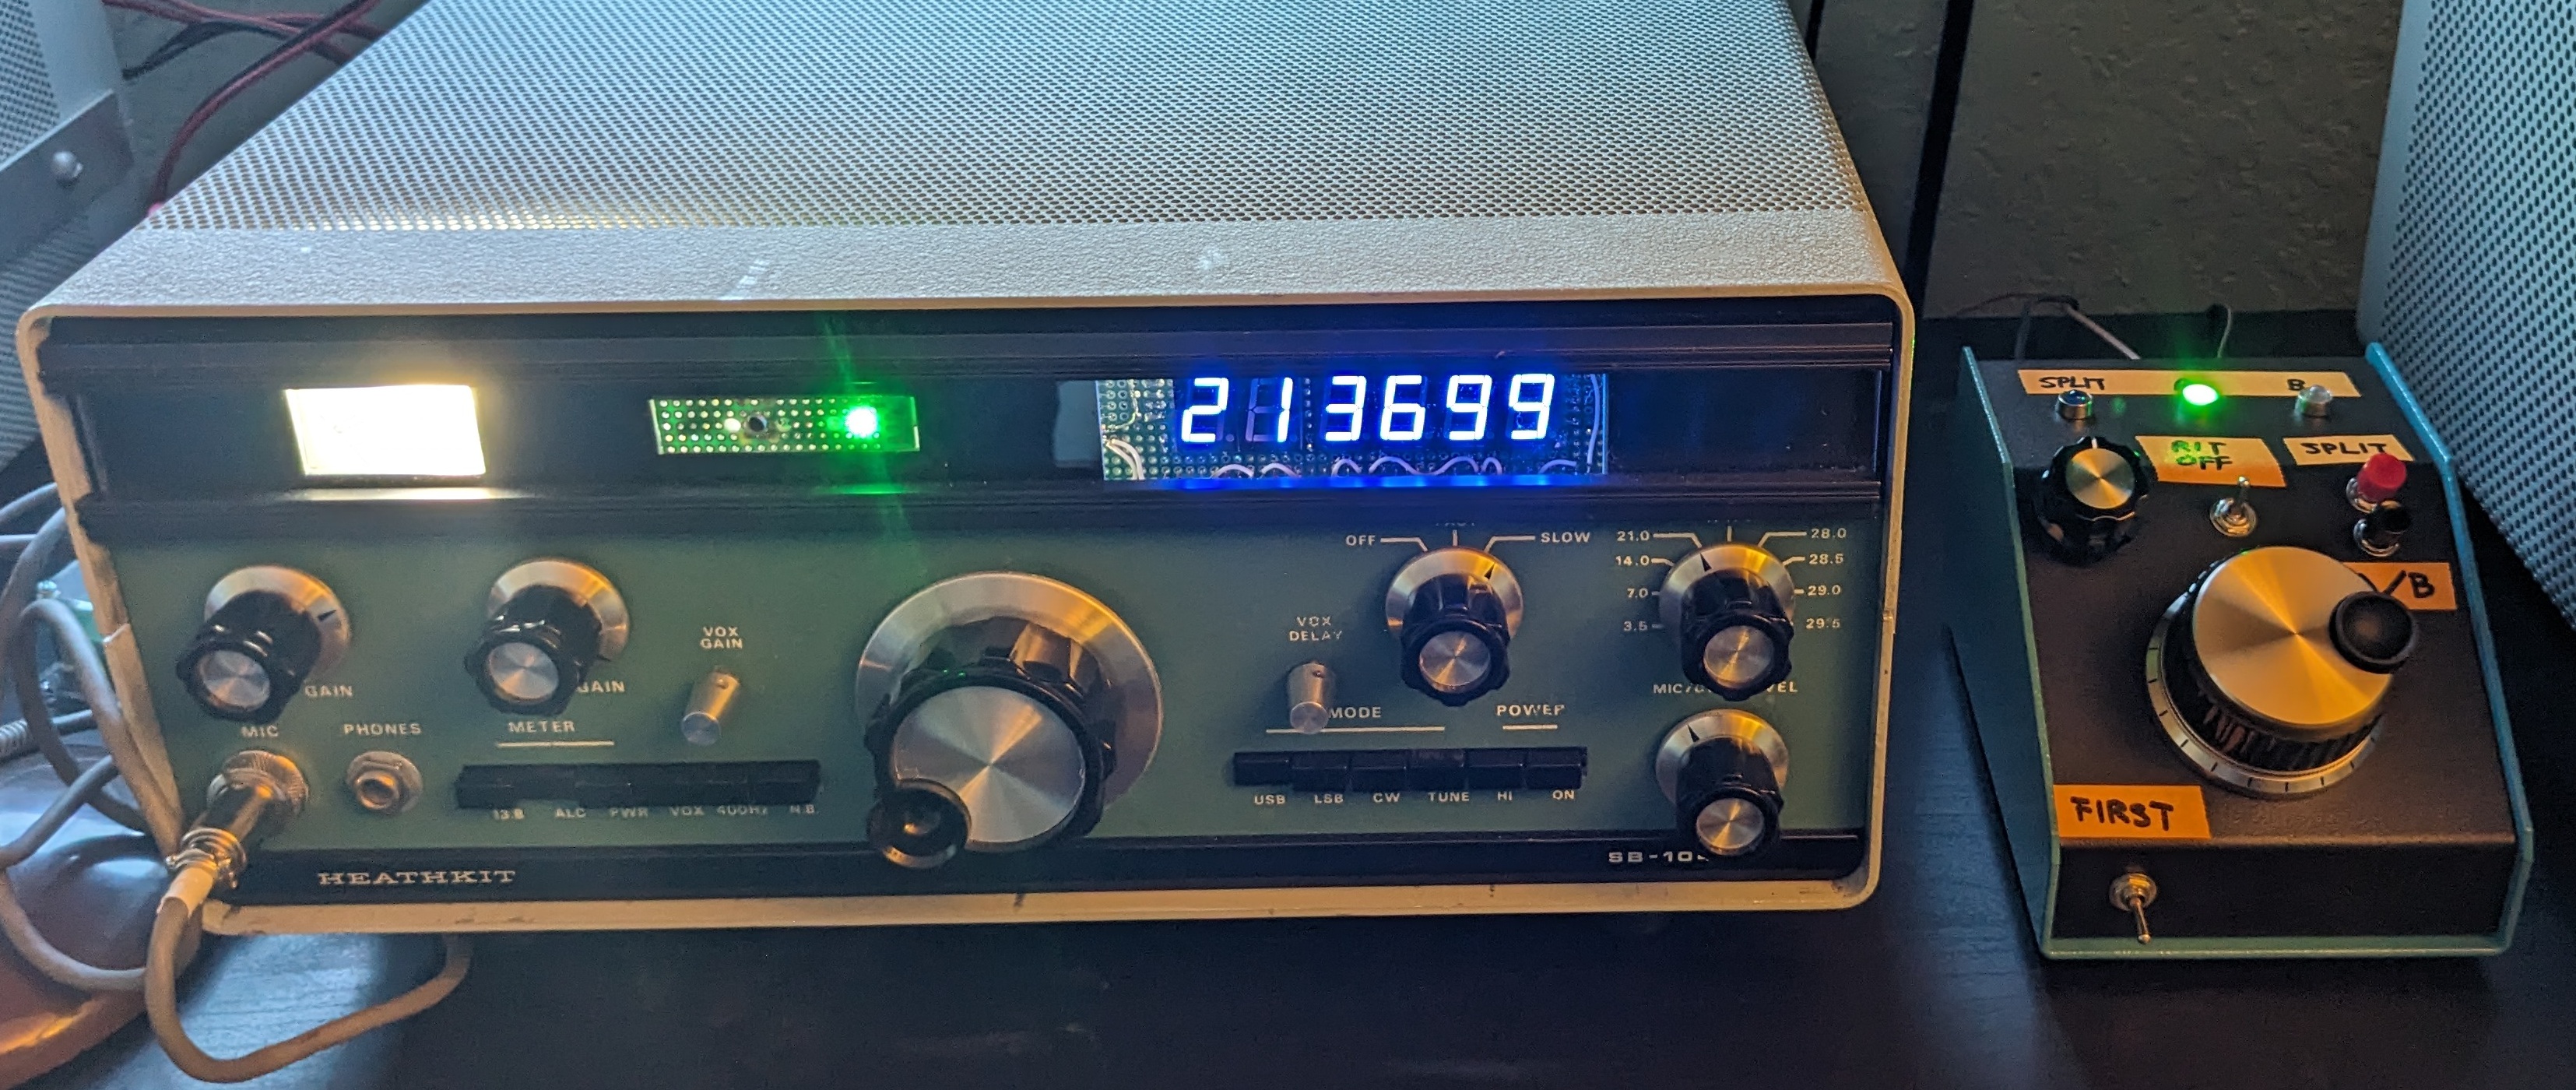 213699
OFF
SLOW
21.0
28.0
14.0
28.5
7.0
29.0
3.5
29.5
VOX
GAIN
VOX
DELAY
GAIN
GAIN
MIC
PHONES
METER
MODE
POWER
13.8
ALC
PWR
VOX
400HZ
N.B.
USB
LSB
CW
TUNE
HI
ON
HEATHKIT
SB-10
SPLIT
B
RIT
OFF
SPLIT
/B
FIRST